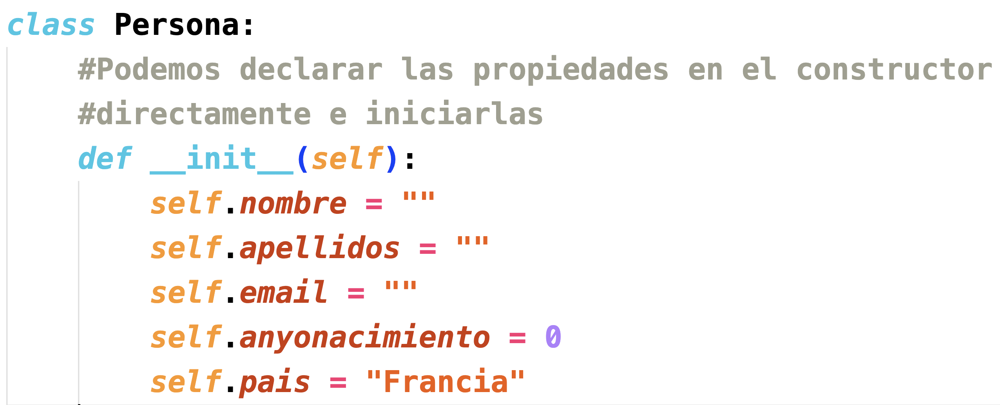 class Persona:
    #Podemos declarar las propiedades en el constructor
    #directamente e iniciarlas
    def __init__(self):
        self.nombre = ""
        self.apellidos = ""
        self.email = ""
        self.anyonacimiento = 0
        self.pais = "Francia"